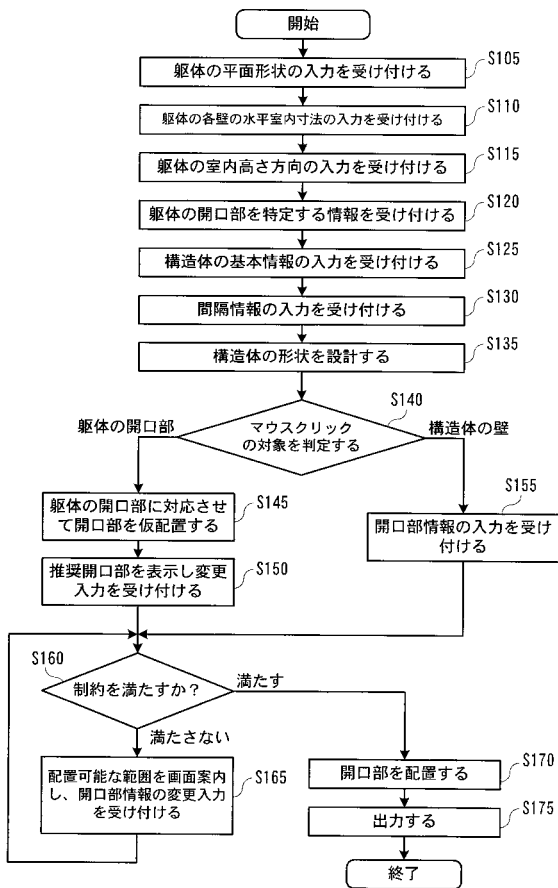 開始
躯体の平面形状の入力を受け付ける
S105
躯体の各壁の水平室内寸法の入力を受け付ける
S110
躯体の室内高さ方向の入力を受け付ける
S115
躯体の開口部を特定する情報を受け付ける
S120
構造体の基本情報の入力を受け付ける
S125
間隔情報の入力を受け付ける
S130
構造体の形状を設計する
S135
S140
マウスクリック
の対象を判定する
躯体の開口部
構造体の壁
S145
躯体の開口部に対応させ
て開口部を仮配置する
S155
開口部情報の入力を受け
付ける
S150
推奨開口部を表示し変更
入力を受け付ける
S160
制約を満たすか?
満たす
満たさない
S165
配置可能な範囲を画面案内
し、開口部情報の変更入力
を受け付ける
S170
開口部を配置する
S175
出力する
終了